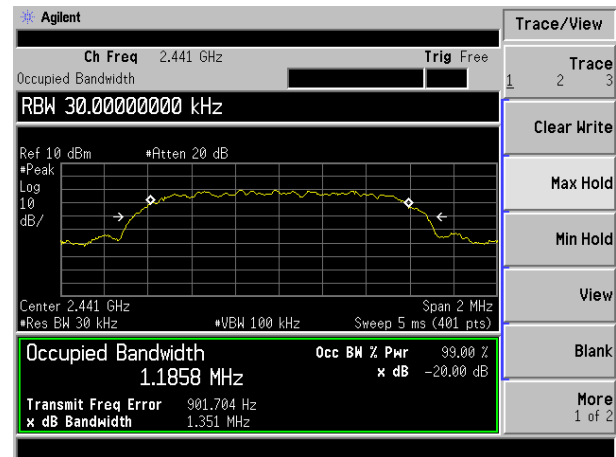 Agilent
Trace/View
Ch Freq 2.441 GHz Trig Free
Occupied Bandwidth
Trace
1 2 3
RBW 30.00000000 kHz
Clear Write
Ref 10 dBm #Atten 20 dB
#Peak
Log
10
dB/
Max Hold
Min Hold
View
Center 2.441 GHz Span 2 MHz
#Res BW 30 kHz #VBW 100 kHz Sweep 5 ms (401 pts)
Occupied Bandwidth Occ BW % Pwr 99.00 %
1.1858 MHz x dB -20.00 dB
Blank
Transmit Freq Error 901.704 Hz
x dB Bandwidth 1.351 MHz
More
1 of 2